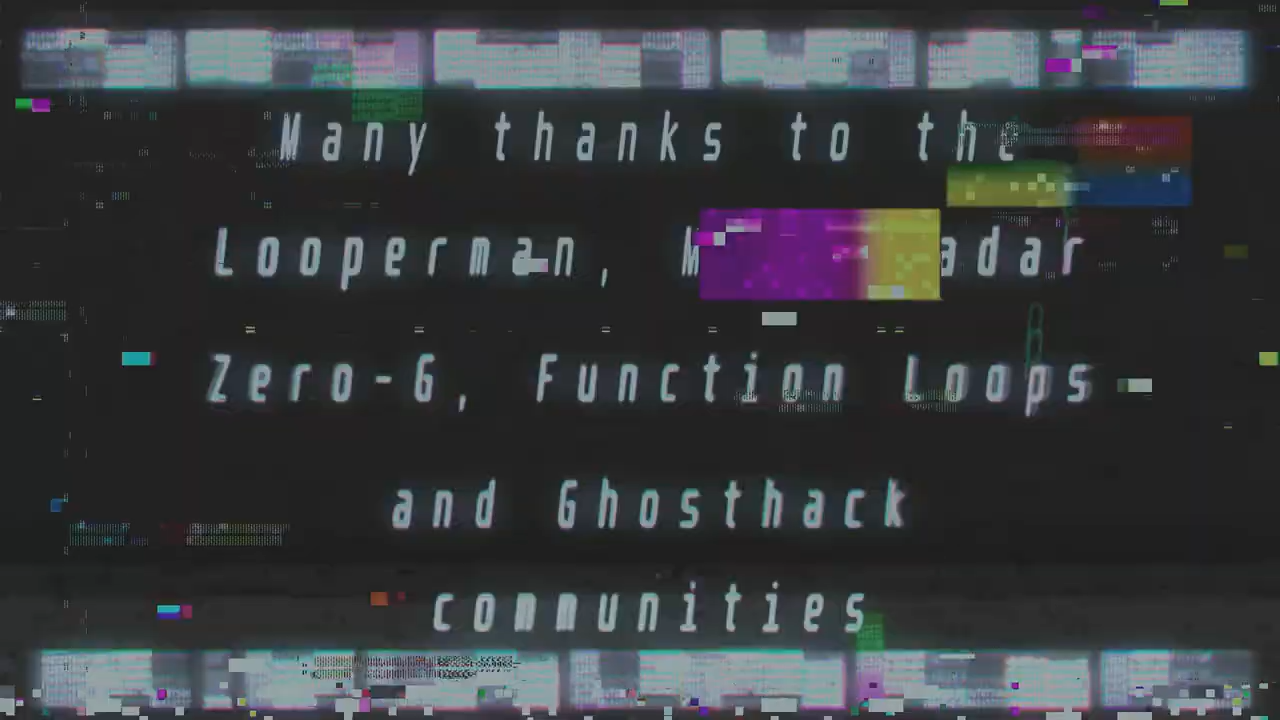 Many thanks to the
Looperman,
Zero-G, Function Loops
and Ghosthack
communities